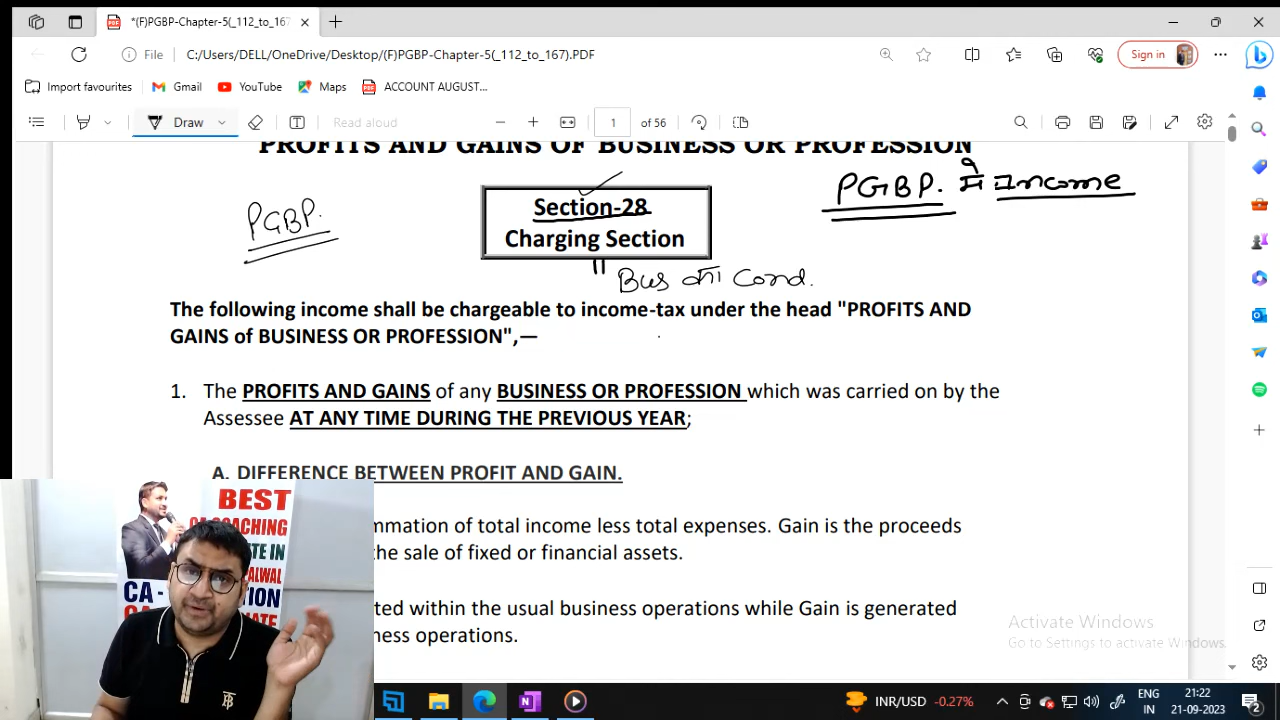 *(F)PGBP-Chapter-5(_112_to_167).
File C:/Users/DELL/OneDrive/Desktop/(F)PGBP-Chapter-5(_112_to_167).PDF
Sign in
Import favourites Gmail YouTube Maps ACCOUNT AUGUST...
Draw Read aloud 1 of 56
PROFITS AND GAINS OF BUSINESS OR PROFESSION
PGBP. में Income
PGBP.
Section-28
Charging Section
Bus का Cond.
The following income shall be chargeable to income-tax under the head "PROFITS AND
GAINS of BUSINESS OR PROFESSION",—
1. The PROFITS AND GAINS of any BUSINESS OR PROFESSION which was carried on by the
Assessee AT ANY TIME DURING THE PREVIOUS YEAR;
A. DIFFERENCE BETWEEN PROFIT AND GAIN.
mmation of total income less total expenses. Gain is the proceeds
the sale of fixed or financial assets.
ted within the usual business operations while Gain is generated
ness operations.
BEST
COACHING
TE IN
ALWAL
CA-
TION
Activate Windows
Go to Settings to activate Windows.
INR/USD -0.27%
ENG
IN
21:22
21-09-2023
2